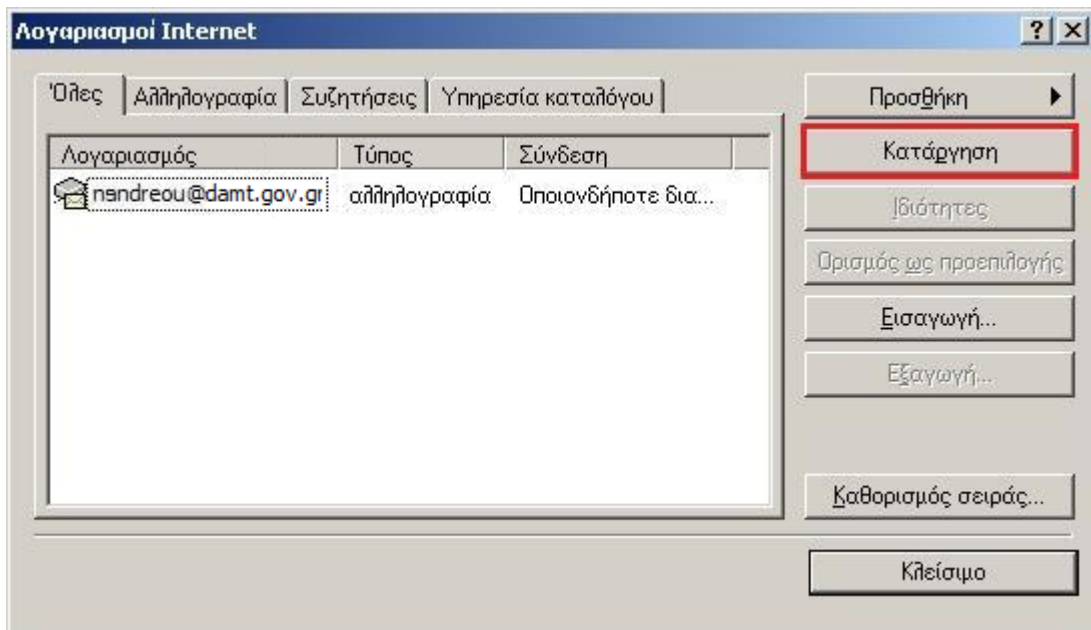 Λογαριασμοί Internet
Όλες Αλληλογραφία Συζητήσεις Υπηρεσία καταλόγου
Λογαριασμός Τύπος Σύνδεση
nandreou@damt.gov.gr αλληλογραφία Οποιονδήποτε δια...
Προσθήκη
Κατάργηση
Ιδιότητες
Ορισμός ως προεπιλογής
Εισαγωγή...
Εξαγωγή...
Καθορισμός σειράς...
Κλείσιμο